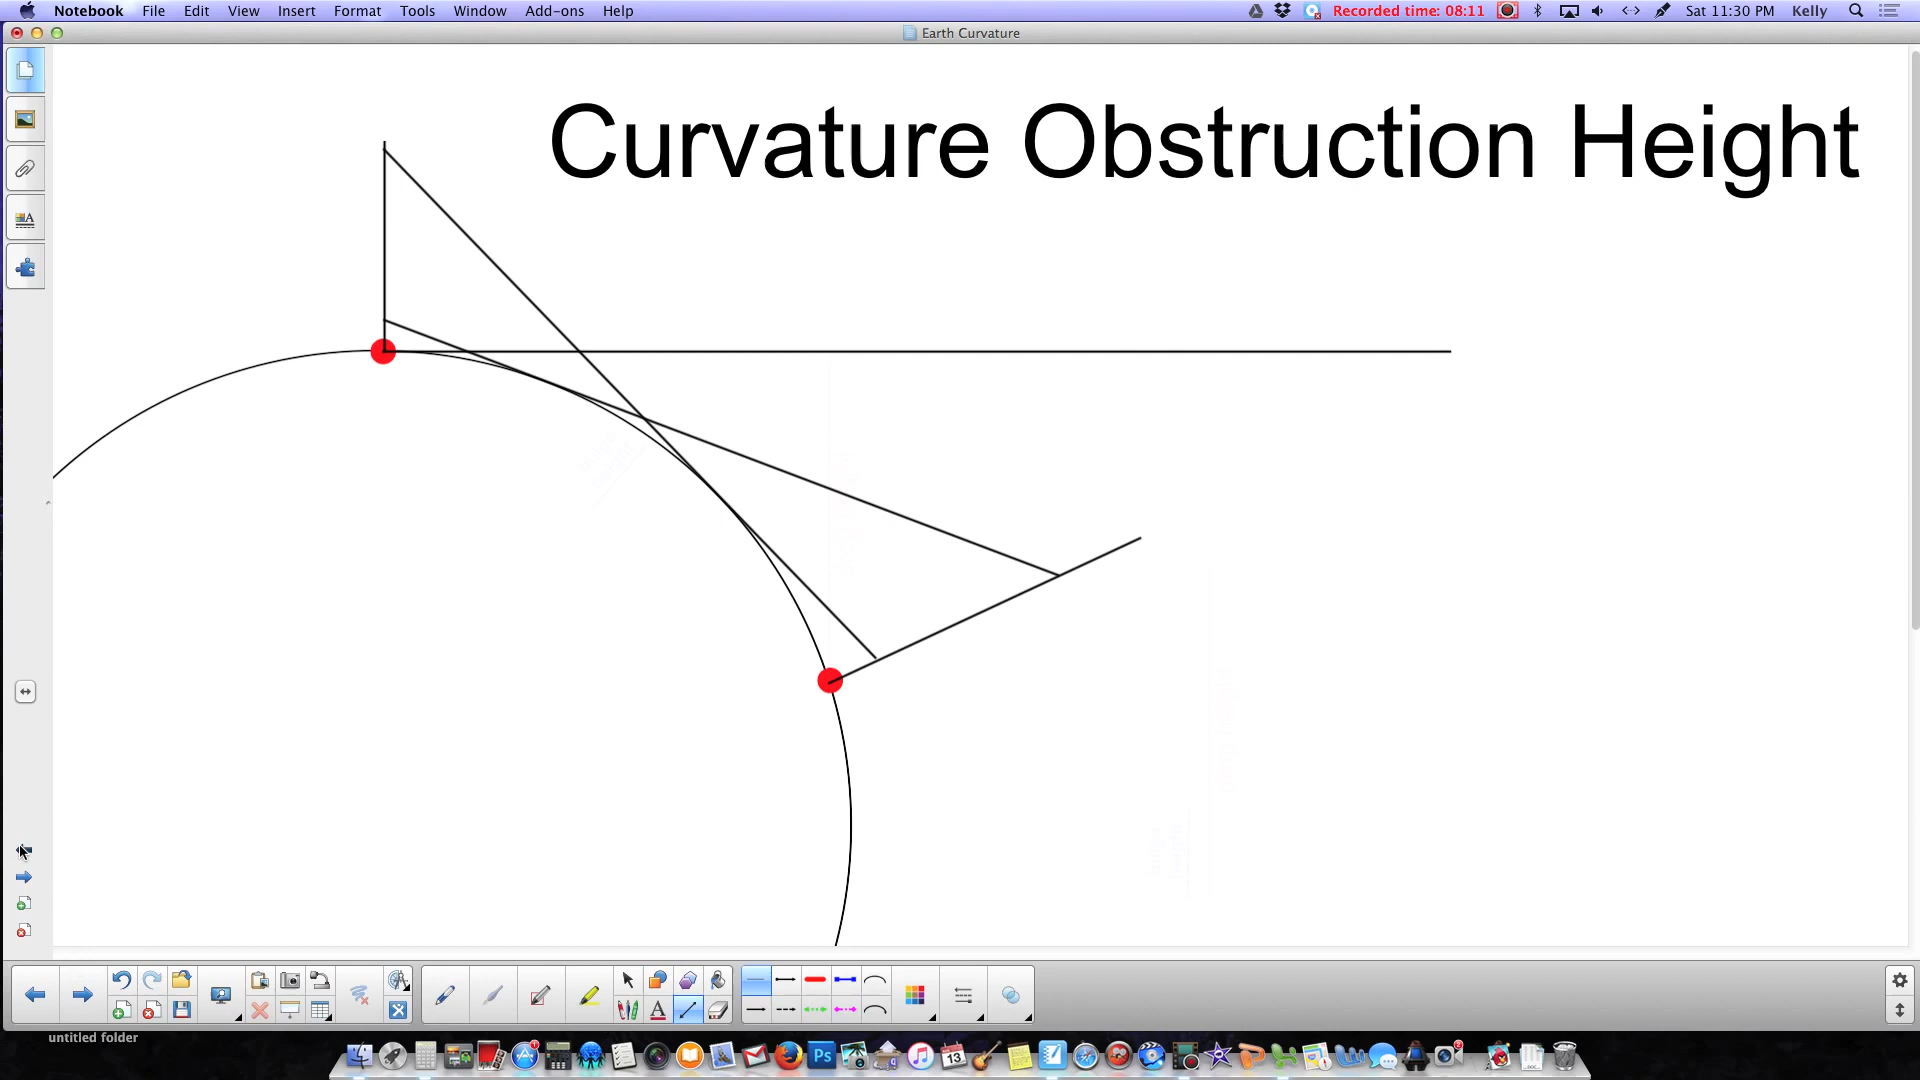 Notebook File Edit View Insert Format Tools Window Add-ons Help Recorded time: 08:11 Sat 11:30 PM Kelly
Earth Curvature
Curvature Obstruction Height
untitled folder